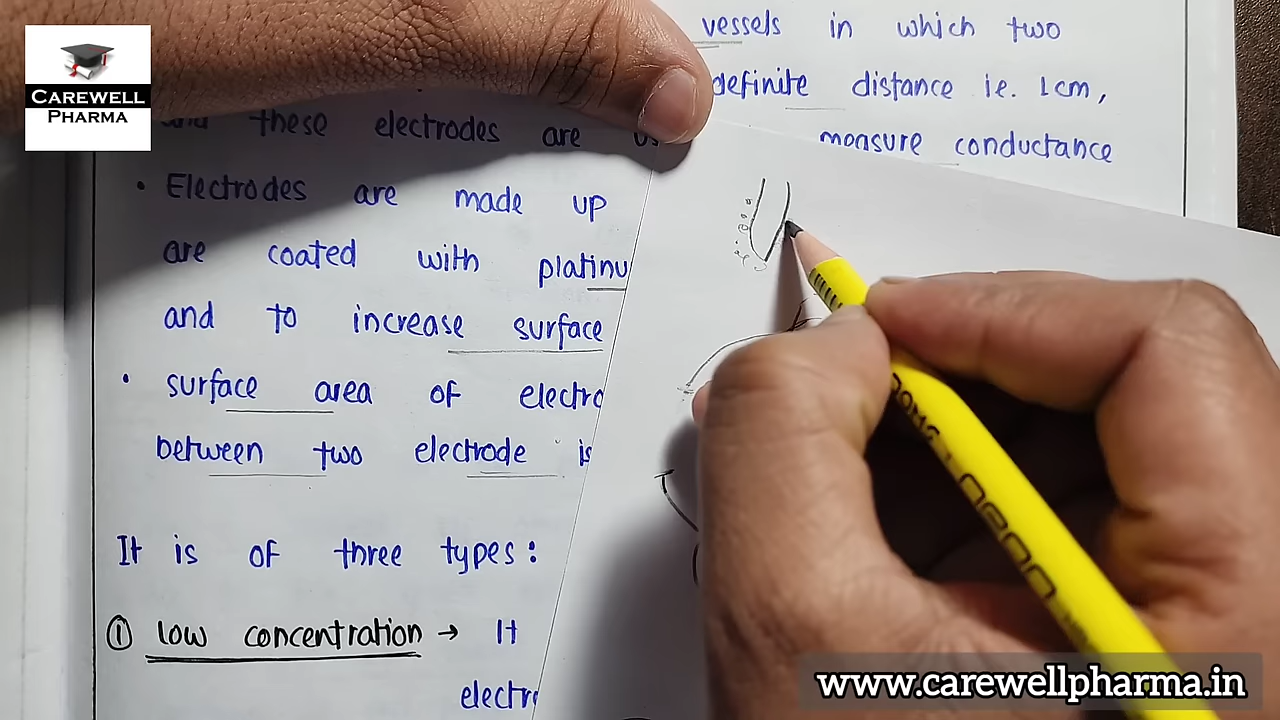 CAREWELL
PHARMA
vessels in which two
definite distance ie. 1cm,
measure conductance
and these electrodes are
• Electrodes are made up
are coated with platinu
and to increase surface
• surface area of electro
between two electrode is
It is of three types:
① low concentration → It
electr
neon
www.carewellpharma.in